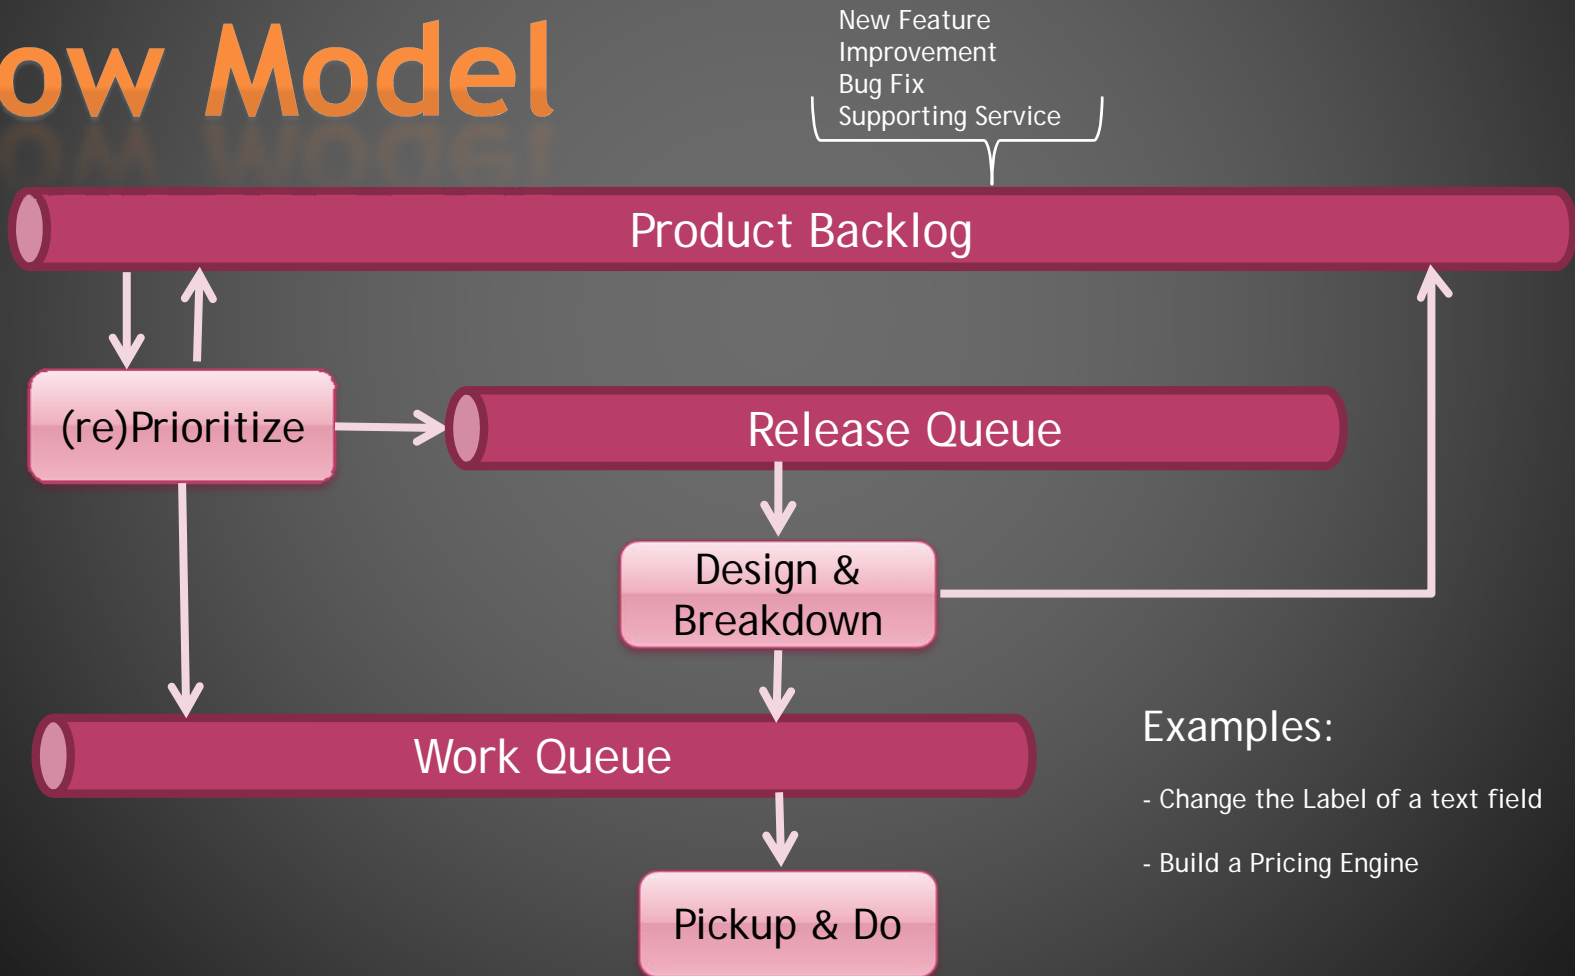 ow Model
New Feature
Improvement
Bug Fix
Supporting Service
Product Backlog
(re)Prioritize
Release Queue
Design &
Breakdown
Work Queue
Examples:
- Change the Label of a text field
- Build a Pricing Engine
Pickup & Do